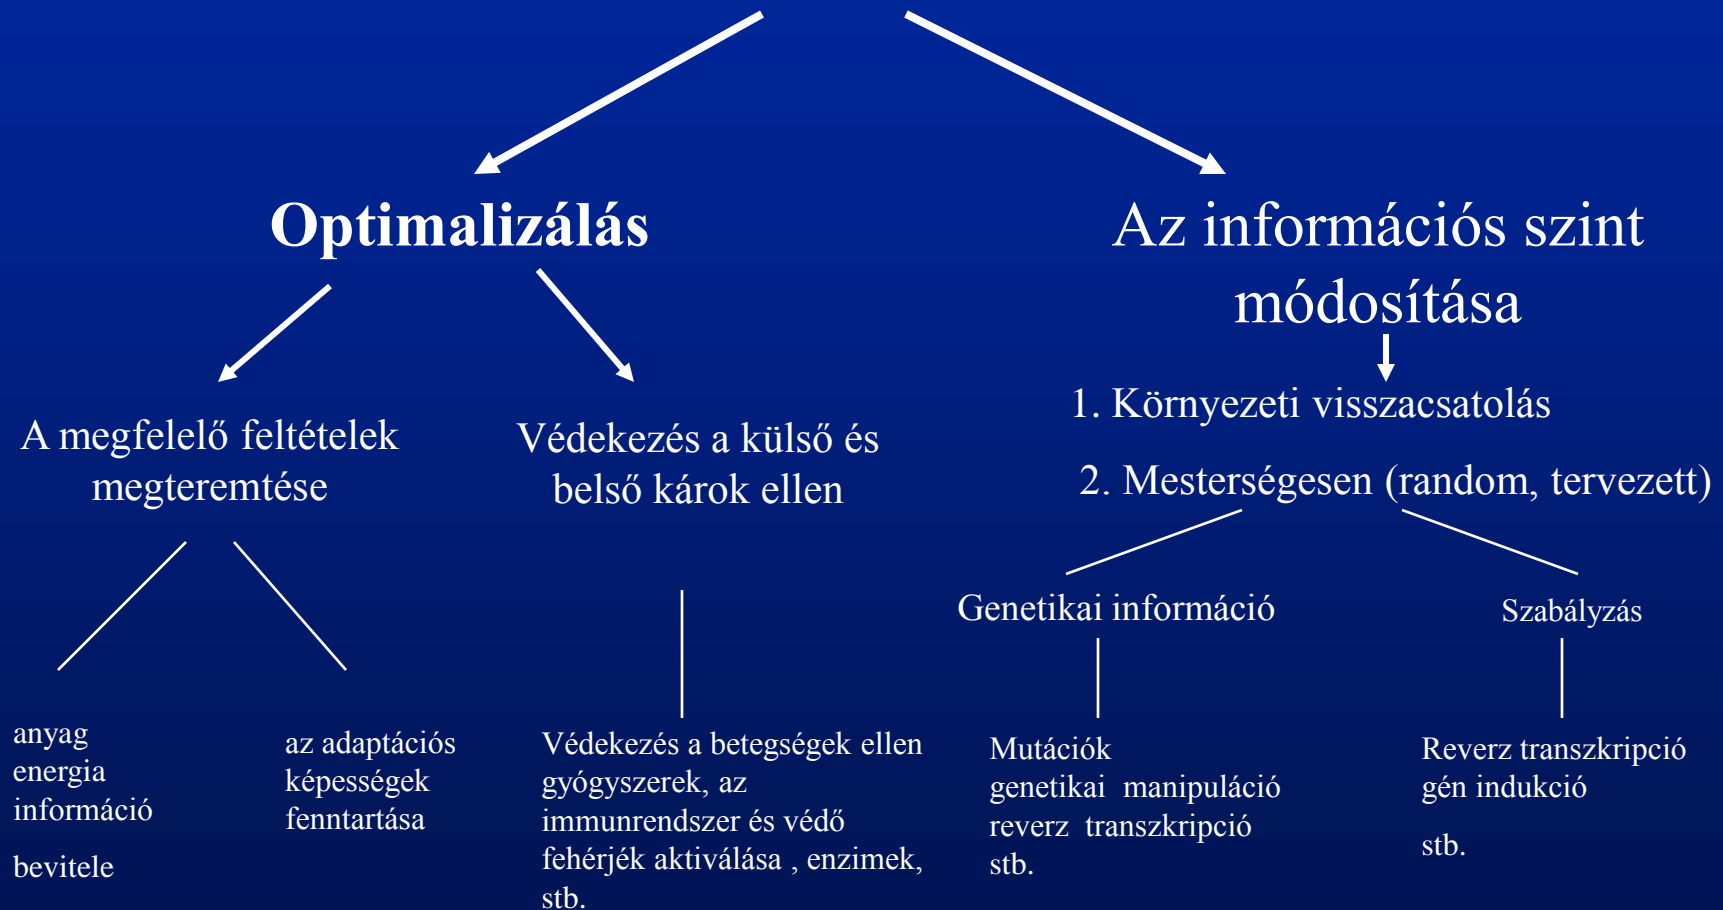 Optimalizálás
Az információs szint
módosítása
A megfelelő feltételek
megteremtése
Védekezés a külső és
belső károk ellen
1. Környezeti visszacsatolás
2. Mesterségesen (random, tervezett)
Genetikai információ
Szabályzás
anyag
energia
információ
bevitele
az adaptációs
képességek
fenntartása
Védekezés a betegségek ellen
gyógyszerek, az
immunrendszer és védő
fehérjék aktiválása , enzimek,
stb.
Mutációk
genetikai manipuláció
reverz transzkripció
stb.
Reverz transzkripció
gén indukció
stb.